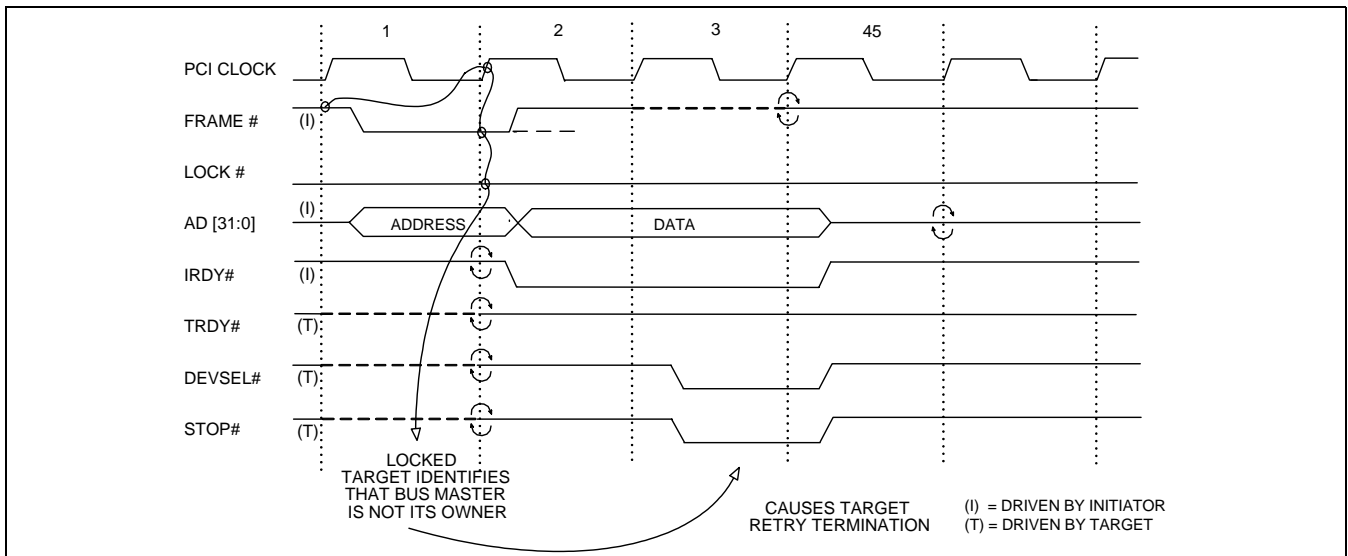 1 2 3 45
PCI CLOCK
FRAME # (I)
LOCK #
AD [31:0] (I) ADDRESS DATA
IRDY# (I)
TRDY# (T)
DEVSEL# (T)
STOP# (T)
LOCKED
TARGET IDENTIFIES
THAT BUS MASTER
IS NOT ITS OWNER
CAUSES TARGET
RETRY TERMINATION
(I) = DRIVEN BY INITIATOR
(T) = DRIVEN BY TARGET